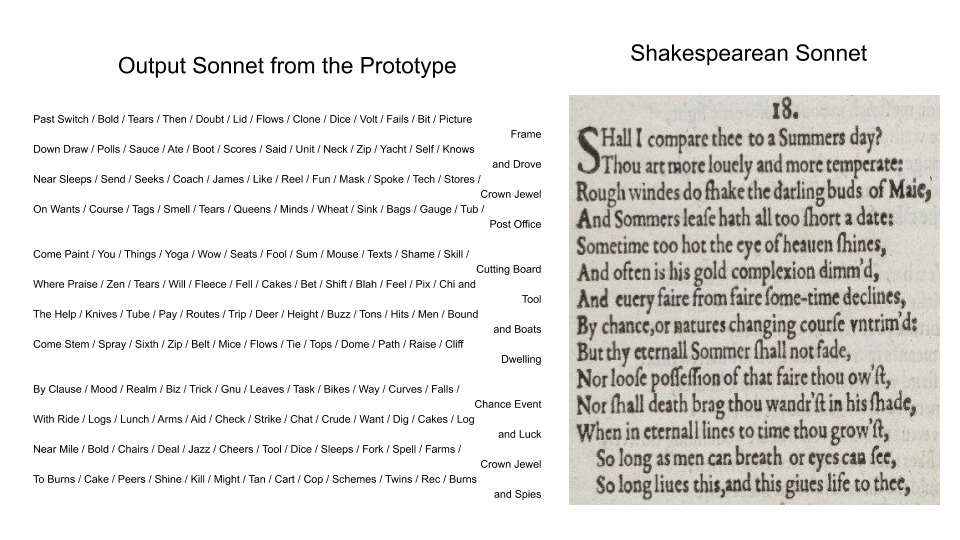 Output Sonnet from the Prototype
Past Switch / Bold / Tears / Then / Doubt / Lid / Flows / Clone / Dice / Volt / Fails / Bit / Picture
Frame
Down Draw / Polls / Sauce / Ate / Boot / Scores / Said / Unit / Neck / Zip / Yacht / Self / Knows
and Drove
Near Sleeps / Send / Seeks / Coach / James / Like / Reel / Fun / Mask / Spoke / Tech / Stores /
Crown Jewel
On Wants / Course / Tags / Smell / Tears / Queens / Minds / Wheat / Sink / Bags / Gauge / Tub /
Post Office
Come Paint / You / Things / Yoga / Wow / Seats / Fool / Sum / Mouse / Texts / Shame / Skill /
Cutting Board
Where Praise / Zen / Tears / Will / Fleece / Fell / Cakes / Bet / Shift / Blah / Feel / Pix / Chi and
Tool
The Help / Knives / Tube / Pay / Routes / Trip / Deer / Height / Buzz / Tons / Hits / Men / Bound
and Boats
Come Stem / Spray / Sixth / Zip / Belt / Mice / Flows / Tie / Tops / Dome / Path / Raise / Cliff
Dwelling
By Clause / Mood / Realm / Biz / Trick / Gnu / Leaves / Task / Bikes / Way / Curves / Falls /
Chance Event
With Ride / Logs / Lunch / Arms / Aid / Check / Strike / Chat / Crude / Want / Dig / Cakes / Log
and Luck
Near Mile / Bold / Chairs / Deal / Jazz / Cheers / Tool / Dice / Sleeps / Fork / Spell / Farms /
Crown Jewel
To Burns / Cake / Peers / Shine / Kill / Might / Tan / Cart / Cop / Schemes / Twins / Rec / Burns
and Spies
Shakespearean Sonnet
18.
SHall I compare thee to a Summers day?
Thou art more louely and more temperate:
Rough windes do ſhake the darling buds of Maie,
And Sommers leaſe hath all too ſhort a date:
Sometime too hot the eye of heauen ſhines,
And often is his gold complexion dimm'd,
And euery faire from faire ſome-time declines,
By chance,or natures changing courſe vntrim'd:
But thy eternall Sommer ſhall not fade,
Nor looſe poſſeſſion of that faire thou ow'ſt,
Nor ſhall death brag thou wandr'ſt in his ſhade,
When in eternall lines to time thou grow'ſt,
So long as men can breath or eyes can ſee,
So long liues this,and this giues life to thee,